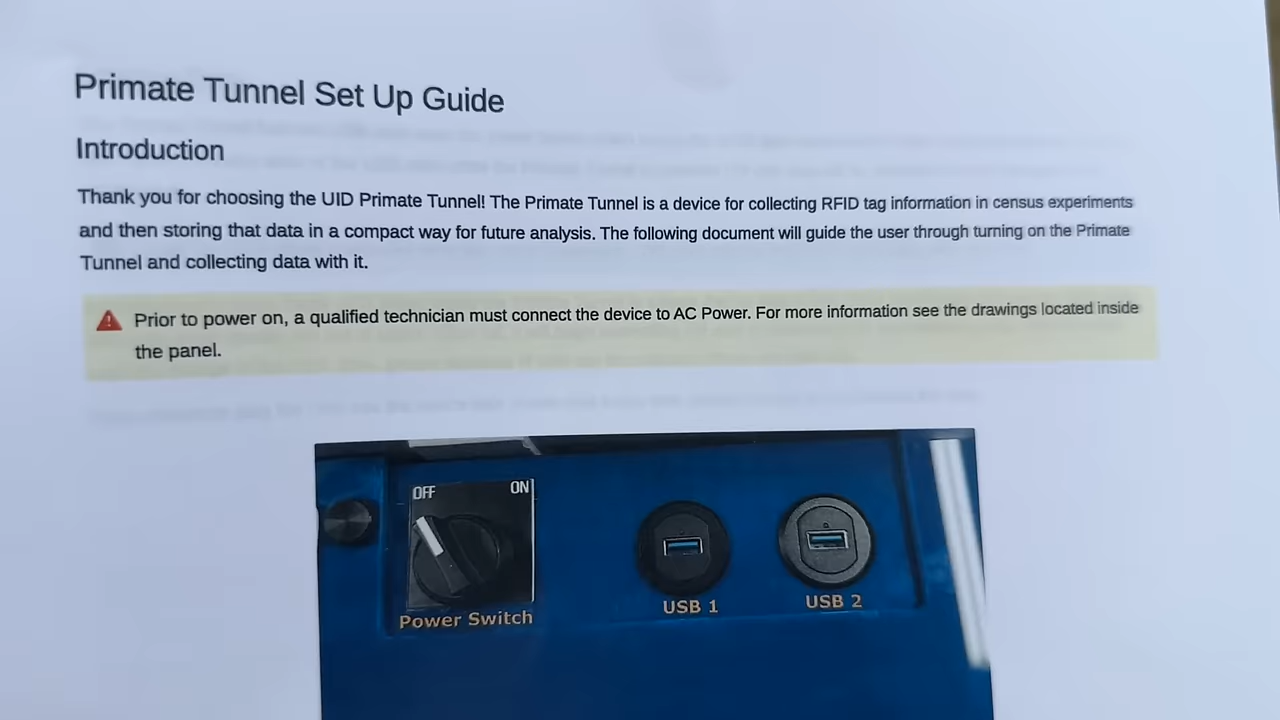 Primate Tunnel Set Up Guide
Introduction
Thank you for choosing the UID Primate Tunnel! The Primate Tunnel is a device for collecting RFID tag information in census experiments
and then storing that data in a compact way for future analysis. The following document will guide the user through turning on the Primate
Tunnel and collecting data with it.
Prior to power on, a qualified technician must connect the device to AC Power. For more information see the drawings located inside
the panel.
OFF ON
Power Switch
USB 1
USB 2